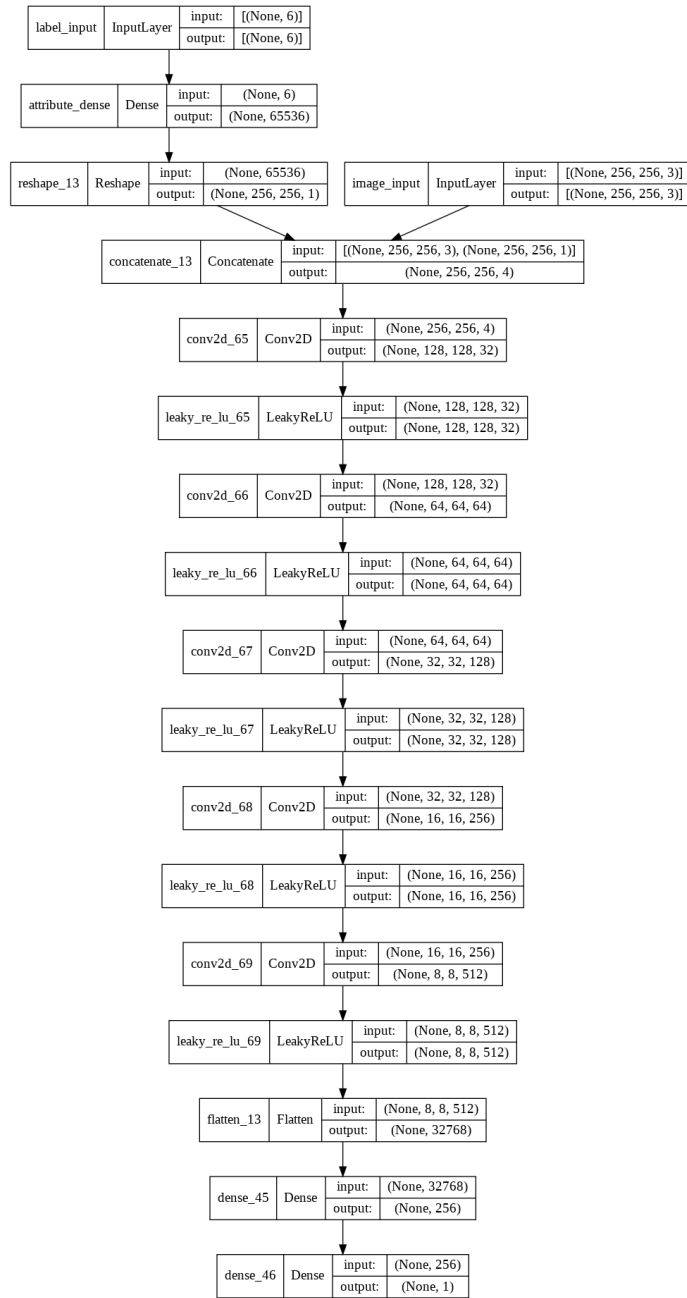 label_input InputLayer input: [(None, 6)]
output: [(None, 6)]
attribute_dense Dense input: (None, 6)
output: (None, 65536)
reshape_13 Reshape input: (None, 65536)
output: (None, 256, 256, 1)
image_input InputLayer input: [(None, 256, 256, 3)]
output: [(None, 256, 256, 3)]
concatenate_13 Concatenate input: [(None, 256, 256, 3), (None, 256, 256, 1)]
output: (None, 256, 256, 4)
conv2d_65 Conv2D input: (None, 256, 256, 4)
output: (None, 128, 128, 32)
leaky_re_lu_65 LeakyReLU input: (None, 128, 128, 32)
output: (None, 128, 128, 32)
conv2d_66 Conv2D input: (None, 128, 128, 32)
output: (None, 64, 64, 64)
leaky_re_lu_66 LeakyReLU input: (None, 64, 64, 64)
output: (None, 64, 64, 64)
conv2d_67 Conv2D input: (None, 64, 64, 64)
output: (None, 32, 32, 128)
leaky_re_lu_67 LeakyReLU input: (None, 32, 32, 128)
output: (None, 32, 32, 128)
conv2d_68 Conv2D input: (None, 32, 32, 128)
output: (None, 16, 16, 256)
leaky_re_lu_68 LeakyReLU input: (None, 16, 16, 256)
output: (None, 16, 16, 256)
conv2d_69 Conv2D input: (None, 16, 16, 256)
output: (None, 8, 8, 512)
leaky_re_lu_69 LeakyReLU input: (None, 8, 8, 512)
output: (None, 8, 8, 512)
flatten_13 Flatten input: (None, 8, 8, 512)
output: (None, 32768)
dense_45 Dense input: (None, 32768)
output: (None, 256)
dense_46 Dense input: (None, 256)
output: (None, 1)